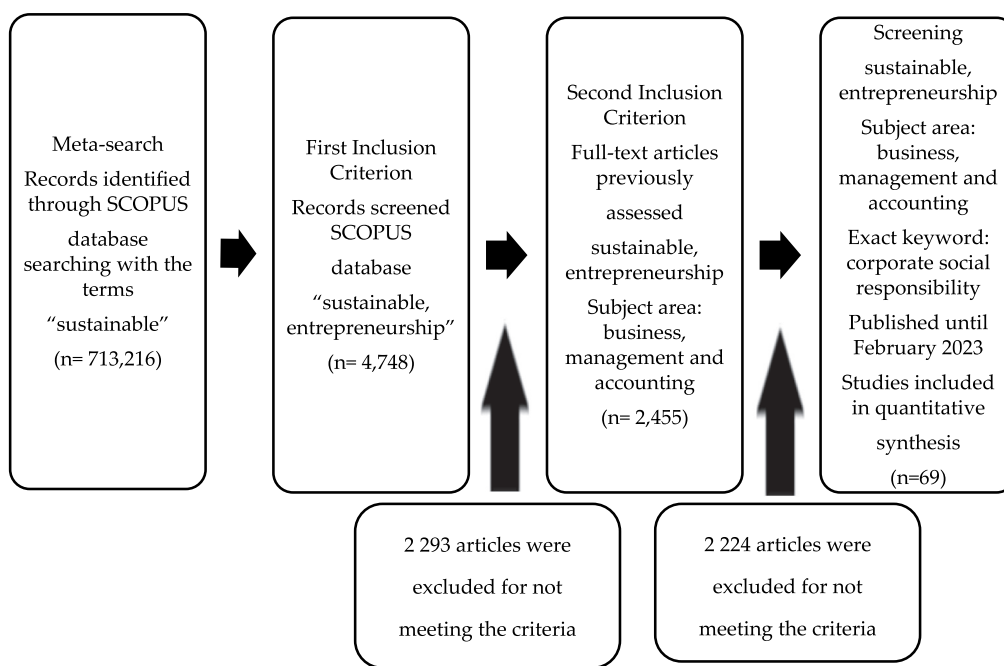 Meta-search
Records identified
through SCOPUS
database
searching with the
terms
“sustainable”
(n= 713,216)
First Inclusion
Criterion
Records screened
SCOPUS
database
“sustainable,
entrepreneurship”
(n= 4,748)
Second Inclusion
Criterion
Full-text articles
previously
assessed
sustainable,
entrepreneurship
Subject area:
business,
management and
accounting
(n= 2,455)
Screening
sustainable,
entrepreneurship
Subject area:
business,
management and
accounting
Exact keyword:
corporate social
responsibility
Published until
February 2023
Studies included
in quantitative
synthesis
(n=69)
2 293 articles were
excluded for not
meeting the criteria
2 224 articles were
excluded for not
meeting the criteria